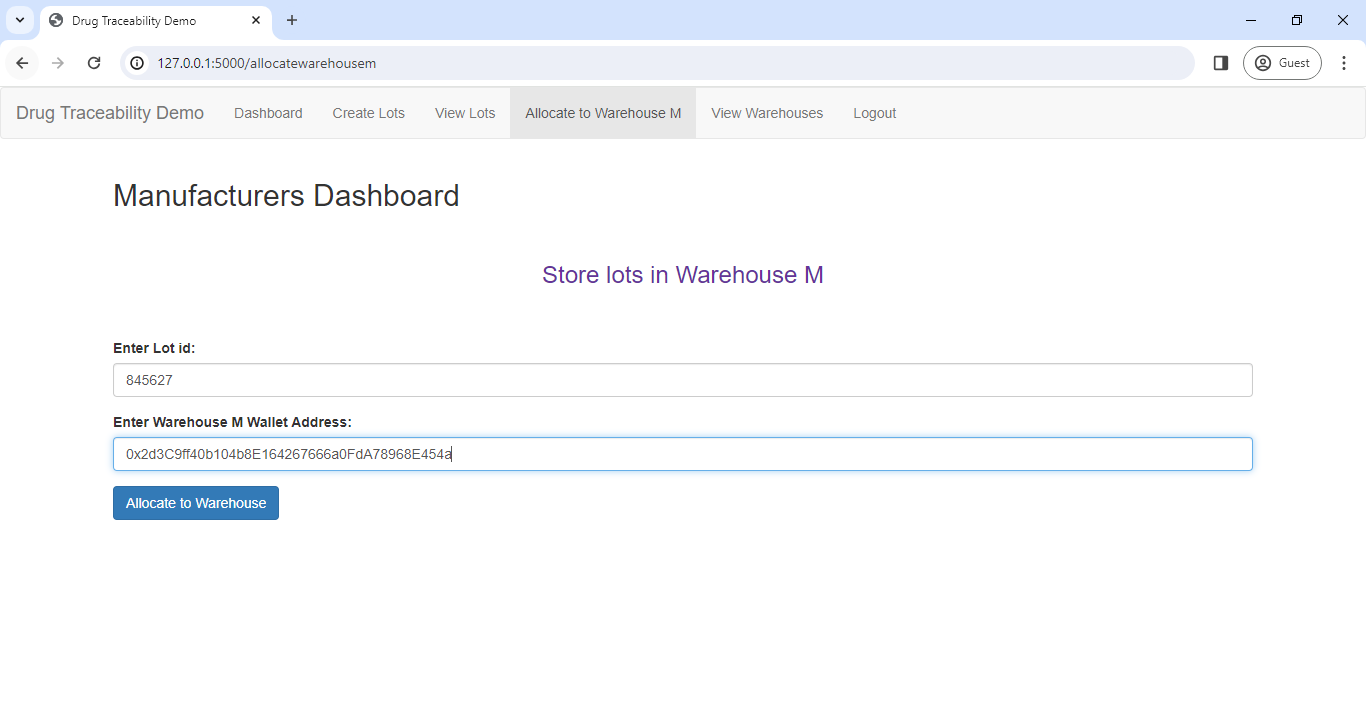 Drug Traceability Demo
127.0.0.1:5000/allocatewarehousem
Guest
Drug Traceability Demo Dashboard Create Lots View Lots Allocate to Warehouse M View Warehouses Logout
Manufacturers Dashboard
Store lots in Warehouse M
Enter Lot id:
845627
Enter Warehouse M Wallet Address:
0x2d3C9ff40b104b8E164267666a0FdA78968E454a
Allocate to Warehouse